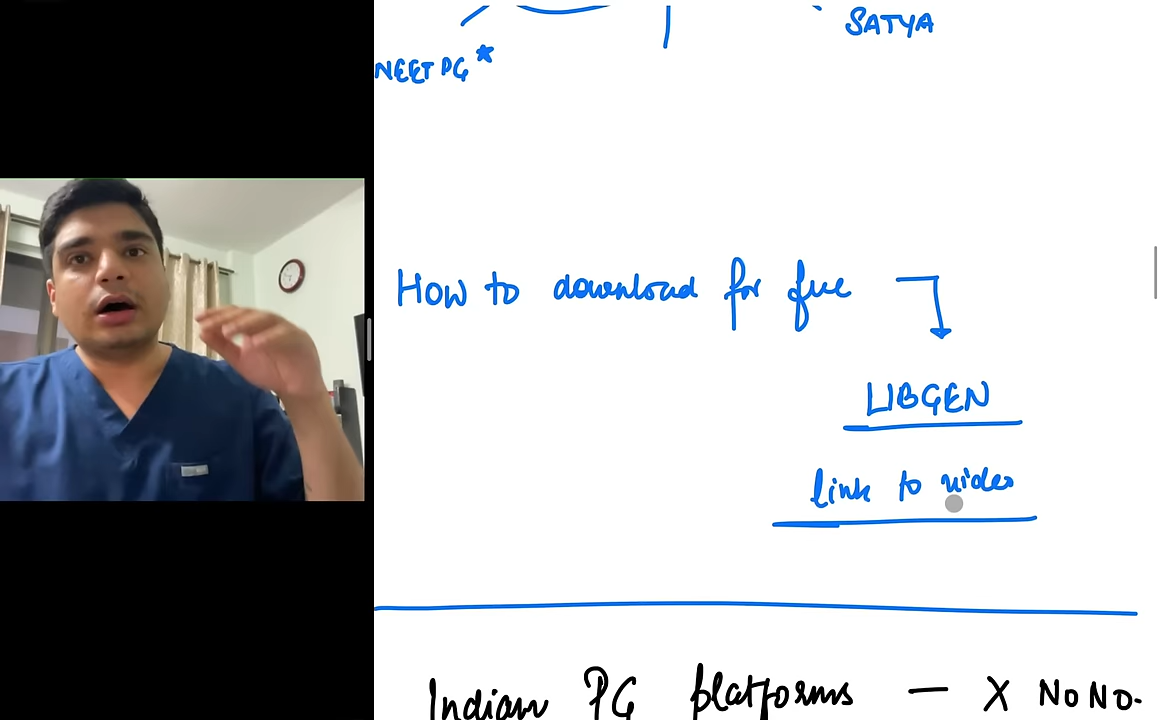 SATYA
NEET PG *
How to download for free
LIBGEN
link to video
Indian PG platforms — X NO NO.